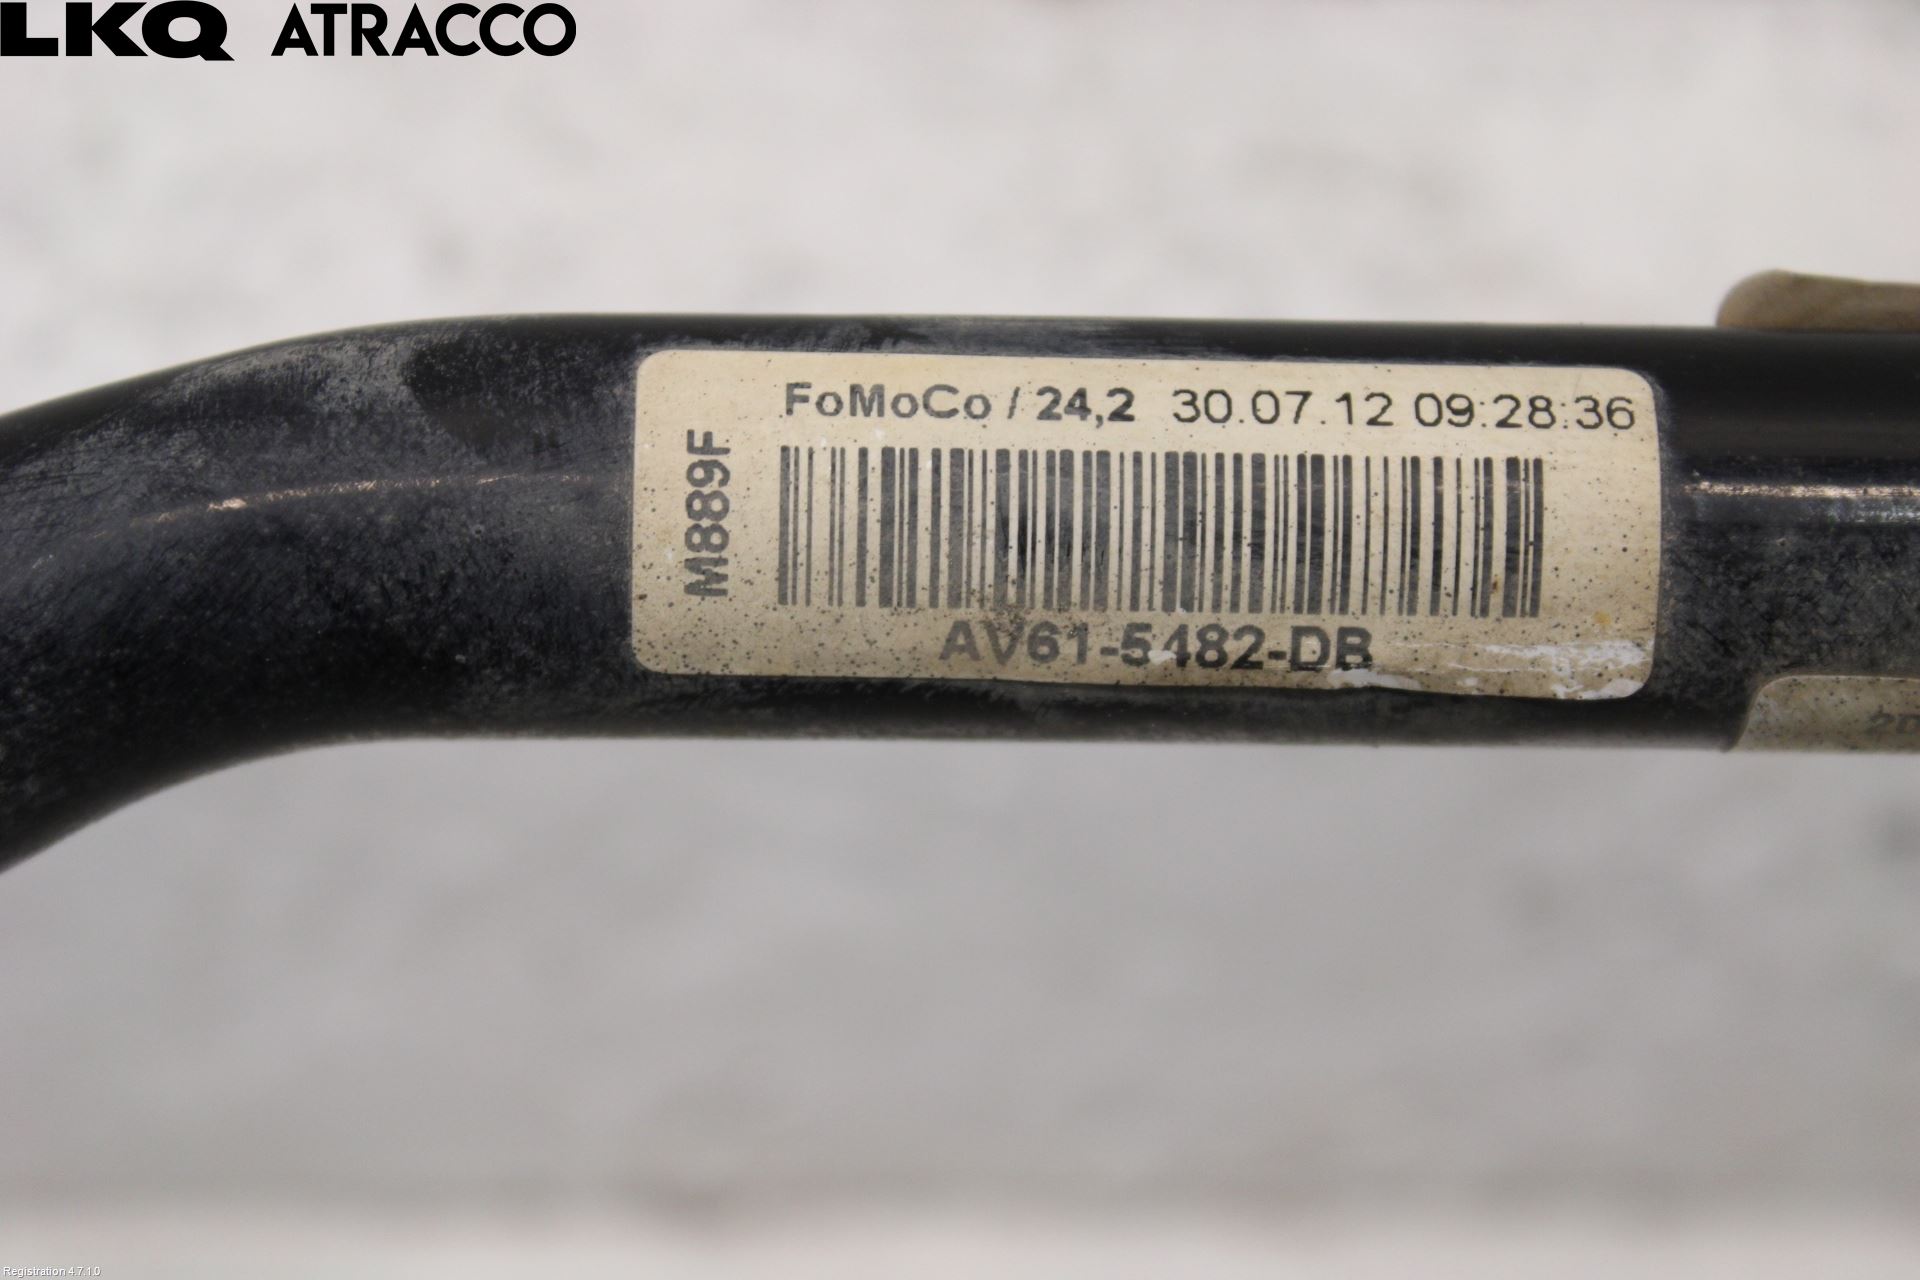 LKQ ATRACCO
FoMoCo / 24,2 30.07.12 09:28:36
M889F
AV61-5482-DB
Registration 4.7.1.0